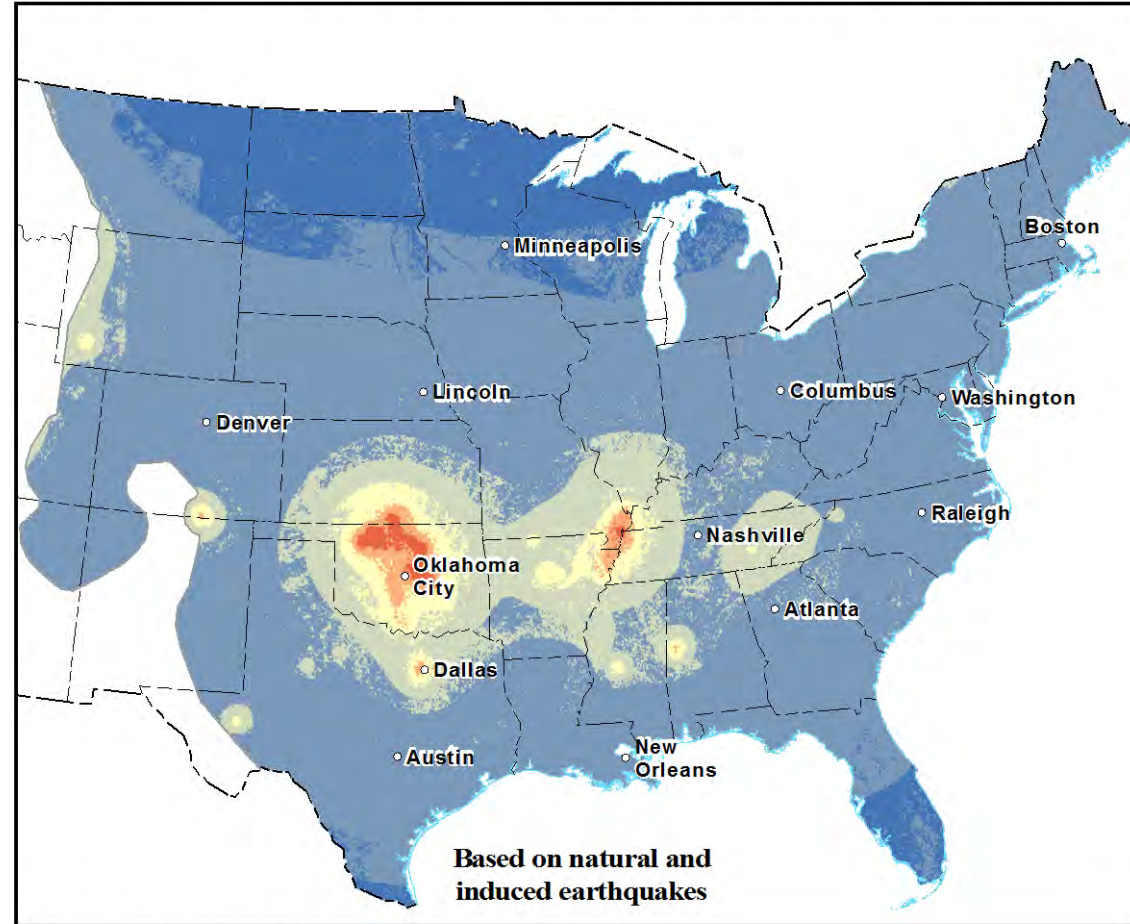 Boston
Minneapolis
Lincoln
Columbus
Washington
Denver
Raleigh
Nashville
Oklahoma
City
Atlanta
Dallas
New
Orleans
Austin
Based on natural and
induced earthquakes